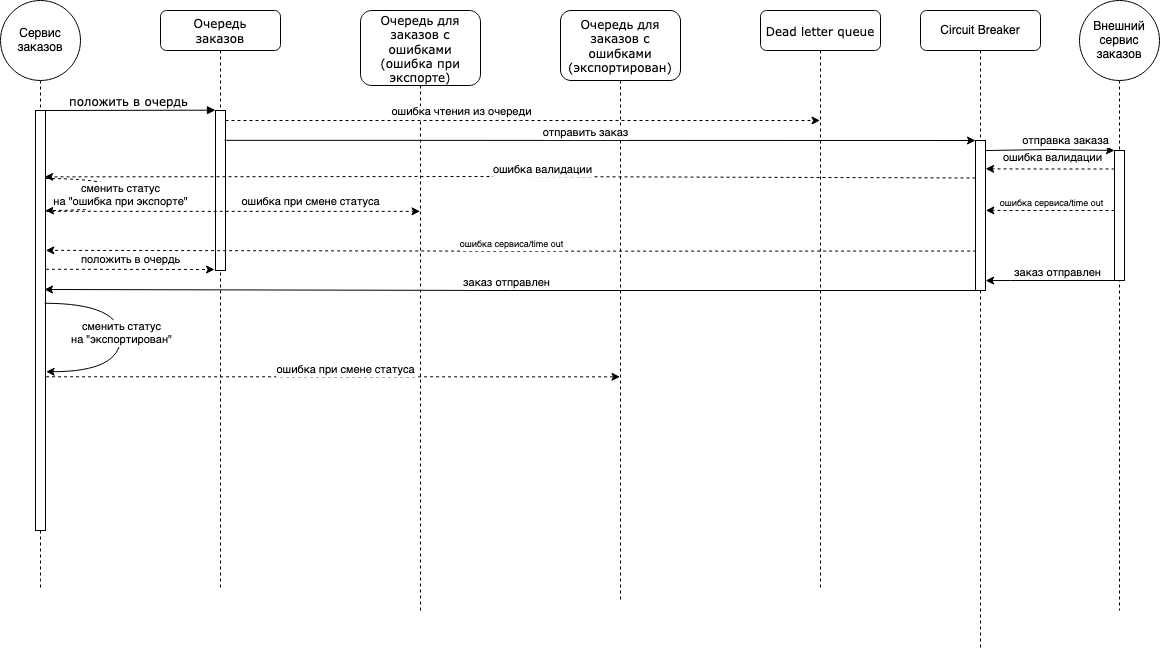 Сервис
заказов
Очередь
заказов
Очередь для
заказов с
ошибками
(ошибка при
экспорте)
Очередь для
заказов с
ошибками
(экспортирован)
Dead letter queue
Circuit Breaker
Внешний
сервис
заказов
положить в очердь
ошибка чтения из очереди
отправить заказ
отправка заказа
ошибка валидации
ошибка валидации
сменить статус
на "ошибка при экспорте"
ошибка при смене статуса
ошибка сервиса/time out
ошибка сервиса/time out
положить в очердь
заказ отправлен
заказ отправлен
сменить статус
на "экспортирован"
ошибка при смене статуса